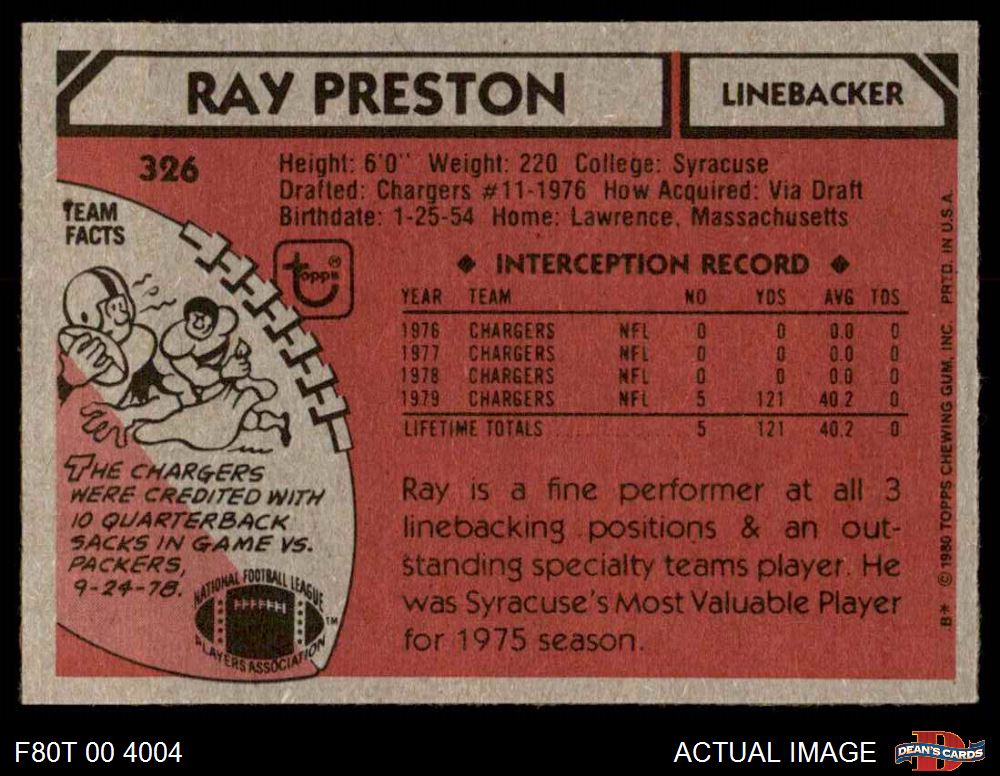 RAY PRESTON
LINEBACKER
326
Height: 6'0" Weight: 220 College: Syracuse
Drafted: Chargers #11-1976 How Acquired: Via Draft
Birthdate: 1-25-54 Home: Lawrence, Massachusetts
TEAM
FACTS
topps®
◆ INTERCEPTION RECORD ◆
YEAR TEAM NO YDS AVG TDS
1976 CHARGERS NFL 0 0 0.0 0
1977 CHARGERS NFL 0 0 0.0 0
1978 CHARGERS NFL 0 0 0.0 0
1979 CHARGERS NFL 5 121 40.2 0
LIFETIME TOTALS 5 121 40.2 0
THE CHARGERS
WERE CREDITED WITH
10 QUARTERBACK
SACKS IN GAME VS.
PACKERS,
9-24-78.
NATIONAL FOOTBALL LEAGUE
PLAYERS ASSOCIATION
TM
Ray is a fine performer at all 3
linebacking positions & an out-
standing specialty teams player. He
was Syracuse's Most Valuable Player
for 1975 season.
B* © 1980 TOPPS CHEWING GUM, INC. PRTD. IN U.S.A.
F80T 00 4004
ACTUAL IMAGE
DEAN'S CARDS